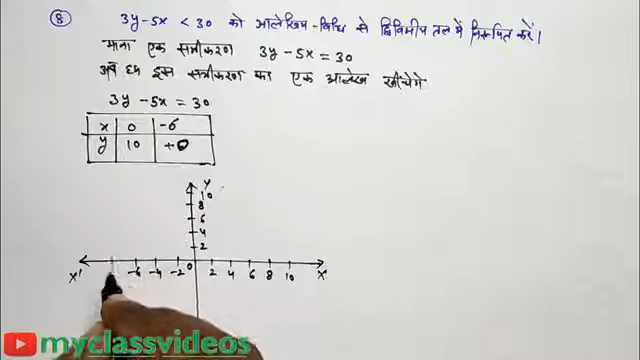 ⑧ 3y-5x < 30 को आलेखिय-विधि से द्विविमीय तल में निरूपित करें।
माना एक समीकरण 3y-5x = 30
अब हम इस समीकरण का एक आलेख खींचेंगे
3y-5x = 30
x 0 -6
y 10 +0
Y
10
8
6
4
2
X' -6 -4 -2 0 2 4 6 8 10 X
myclassvideos